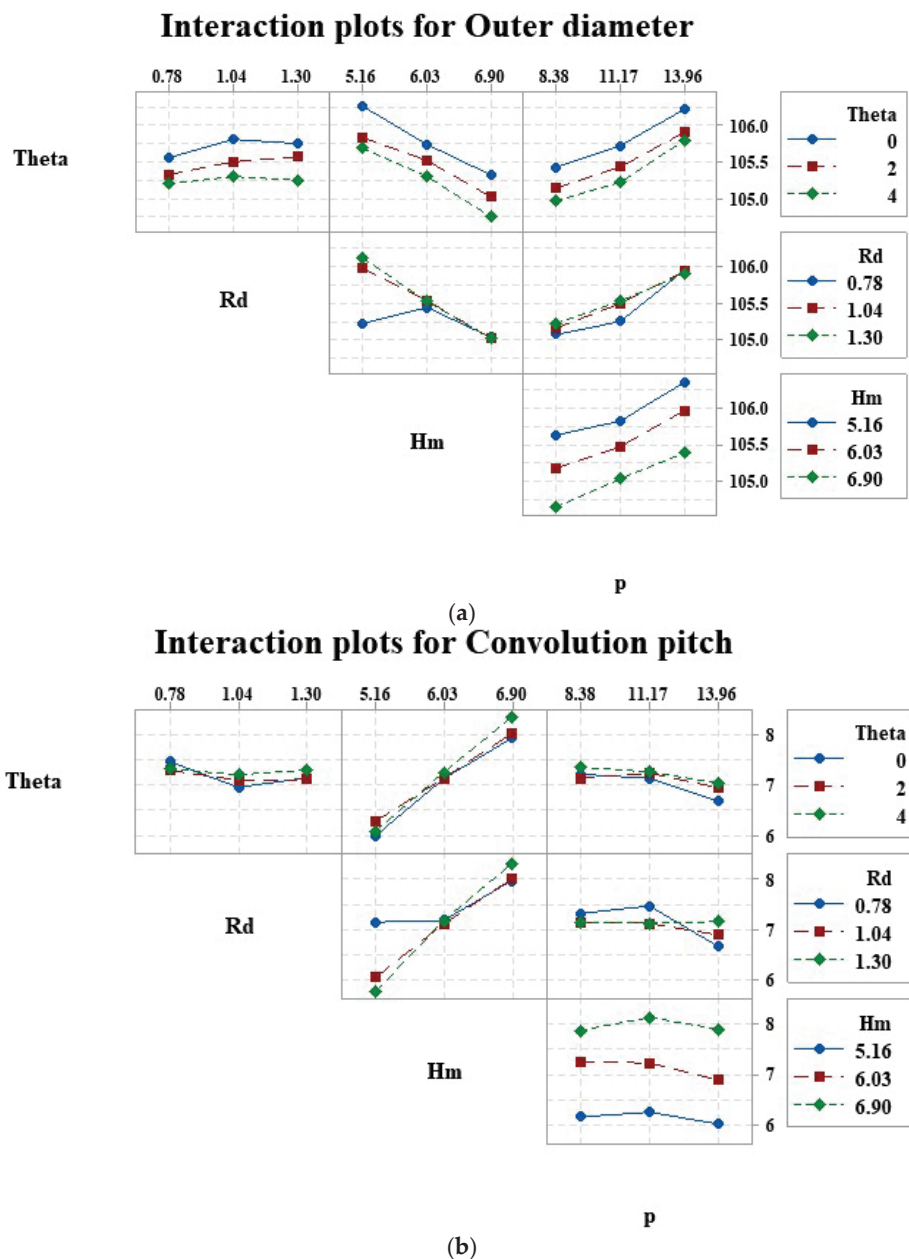 Interaction plots for Outer diameter
0.78 1.04 1.30 5.16 6.03 6.90 8.38 11.17 13.96
Theta
106.0
105.5
105.0
Theta
0
2
4
Rd
106.0
105.5
105.0
Rd
0.78
1.04
1.30
Hm
106.0
105.5
105.0
Hm
5.16
6.03
6.90
p
(a)
Interaction plots for Convolution pitch
0.78 1.04 1.30 5.16 6.03 6.90 8.38 11.17 13.96
Theta
8
7
6
Theta
0
2
4
Rd
8
7
6
Rd
0.78
1.04
1.30
Hm
8
7
6
Hm
5.16
6.03
6.90
p
(b)